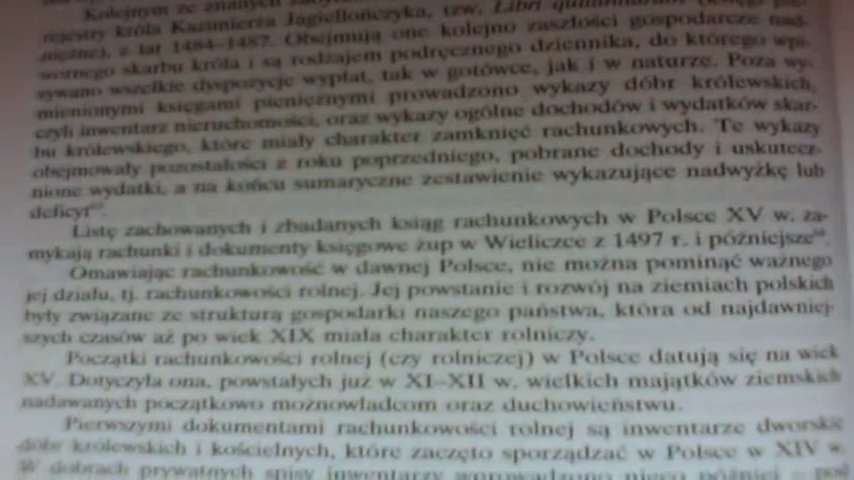 Kolejnym ze znanych
rejestry króla Kazimierza Jagiellończyka, tzw. Libri
z lat 1484–1487. Obejmują one kolejno zaszłości gospodarcze nad-
wornego skarbu króla i są rodzajem podręcznego dziennika, do którego wpi-
sywano wszelkie dyspozycje wypłat, tak w gotówce, jak i w naturze. Poza wy-
mienionymi księgami pieniężnymi prowadzono wykazy dóbr królewskich,
czyli inwentarz nieruchomości, oraz wykazy ogólne dochodów i wydatków skar-
bu królewskiego, które miały charakter zamknięć rachunkowych. Te wykazy
obejmowały pozostałości z roku poprzedniego, pobrane dochody i uskutecz-
nione wydatki, a na końcu sumaryczne zestawienie wykazujące nadwyżkę lub
deficyt
Listę zachowanych i zbadanych ksiąg rachunkowych w Polsce XV w. za-
mykają rachunki i dokumenty księgowe żup w Wieliczce z 1497 r. i późniejsze
Omawiając rachunkowość w dawnej Polsce, nie można pominąć ważnego
jej działu, tj. rachunkowości rolnej. Jej powstanie i rozwój na ziemiach polskich
były związane ze strukturą gospodarki naszego państwa, która od najdawniej-
szych czasów aż po wiek XIX miała charakter rolniczy.
Początki rachunkowości rolnej (czy rolniczej) w Polsce datują się na wiek
XV. Dotyczyła ona, powstałych już w XI–XII w. wielkich majątków ziemskich
nadawanych początkowo możnowładcom oraz duchowieństwu.
Pierwszymi dokumentami rachunkowości rolnej są inwentarze dworskie
dóbr królewskich i kościelnych, które zaczęto sporządzać w Polsce w XIV w.
W dobrach prywatnych spisy inwentarzy wprowadzono nieco później – pod